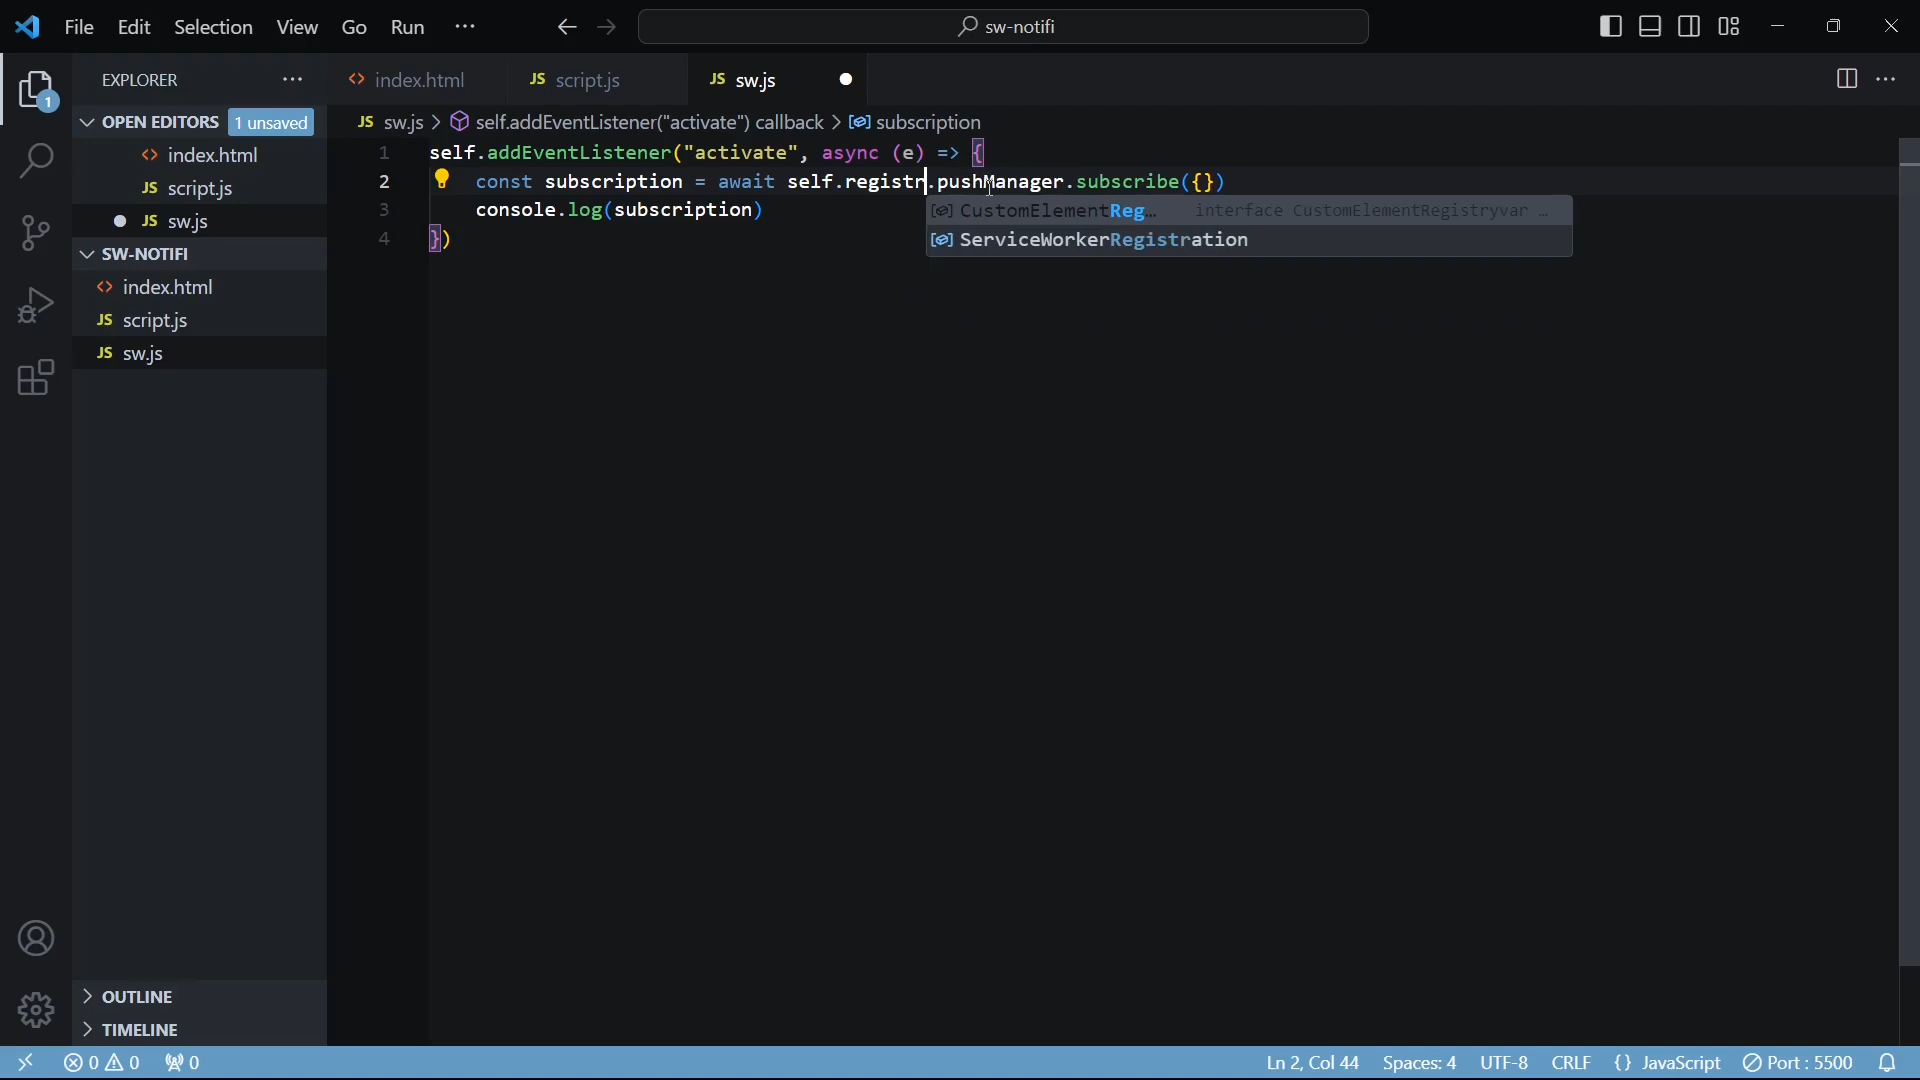 File Edit Selection View Go Run ··· sw-notifi
EXPLORER ···
index.html script.js sw.js ···
OPEN EDITORS 1 unsaved
sw.js > self.addEventListener("activate") callback > subscription
index.html
script.js
sw.js
SW-NOTIFI
index.html
script.js
sw.js
1 self.addEventListener("activate", async (e) => {
2 const subscription = await self.registr.pushManager.subscribe({})
3 console.log(subscription)
4 })
CustomElementReg… interface CustomElementRegistryvar …
ServiceWorkerRegistration
1
OUTLINE
TIMELINE
0 0 0 Ln 2, Col 44 Spaces: 4 UTF-8 CRLF {} JavaScript Port : 5500